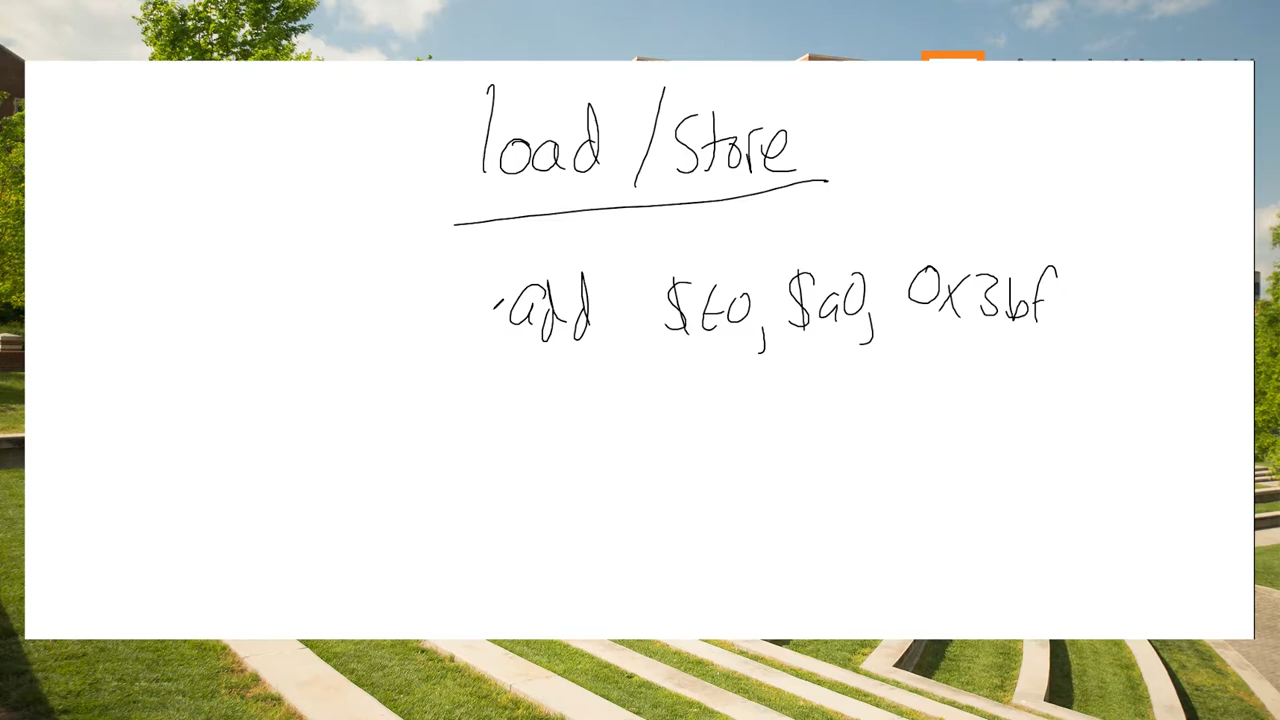 load / store
add $t0, $a0, 0x3bf